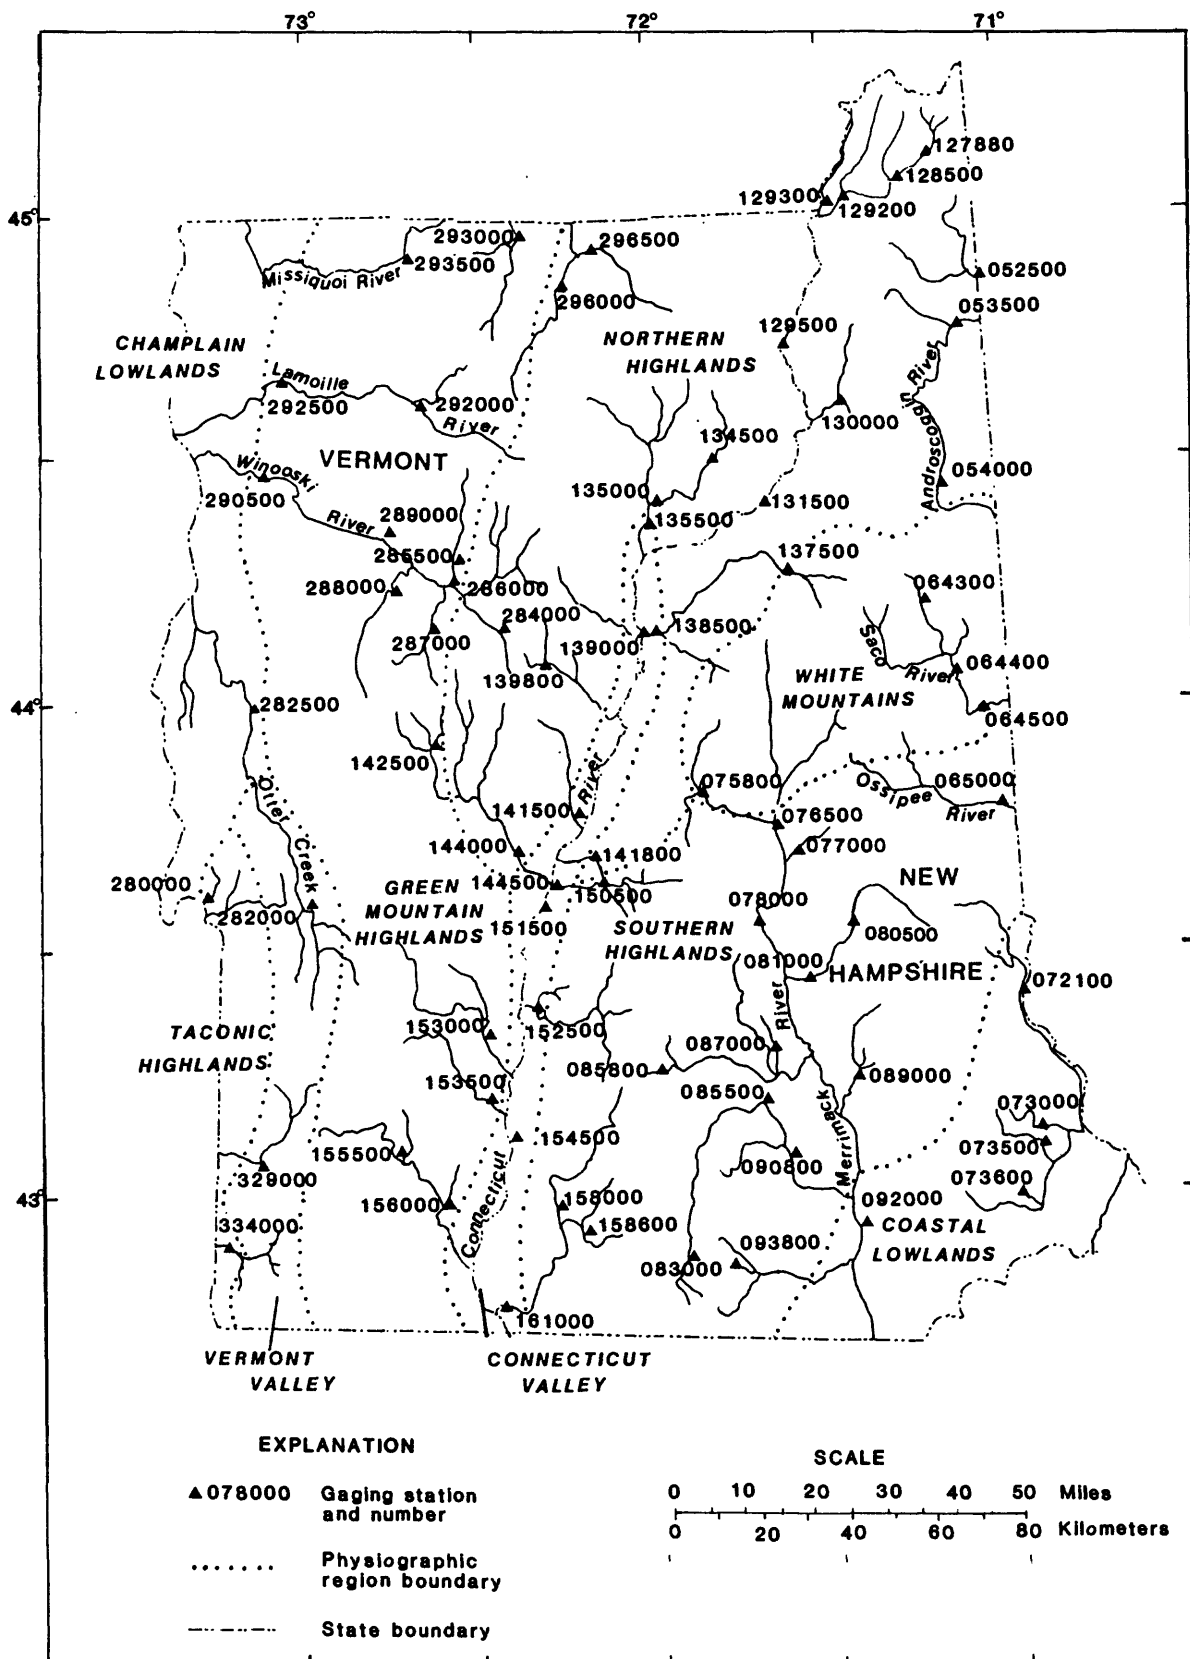 73° 72° 71°
127880
128500
129300
129200
45°
293000
296500
293500
052500
Missiquoi River
296000
053500
129500
CHAMPLAIN
LOWLANDS
NORTHERN
HIGHLANDS
Androscoggin River
Lamoille
River
292500
292000
130000
134500
VERMONT
Winooski
River
054000
290500
135000
131500
289000
135500
285500
137500
288000
286000
064300
284000
287000
139000
138500
Saco
River
064400
139800
WHITE
MOUNTAINS
44°
282500
064500
142500
River
075800
Ossipee
River
065000
Otter Creek
141500
076500
144000
141800
077000
280000
GREEN
MOUNTAIN
HIGHLANDS
144500
150500
NEW
HAMPSHIRE
282000
078000
151500
SOUTHERN
HIGHLANDS
080500
081000
072100
TACONIC
HIGHLANDS
153000
152500
River
087000
085800
089000
153500
085500
073000
Merrimack
154500
073500
155500
090800
329000
Connecticut
073600
43°
156000
158000
092000
334000
158600
COASTAL
LOWLANDS
093800
083000
161000
VERMONT
VALLEY
CONNECTICUT
VALLEY
EXPLANATION
078000 Gaging station
and number
Physiographic
region boundary
State boundary
SCALE
0 10 20 30 40 50 Miles
0 20 40 60 80 Kilometers